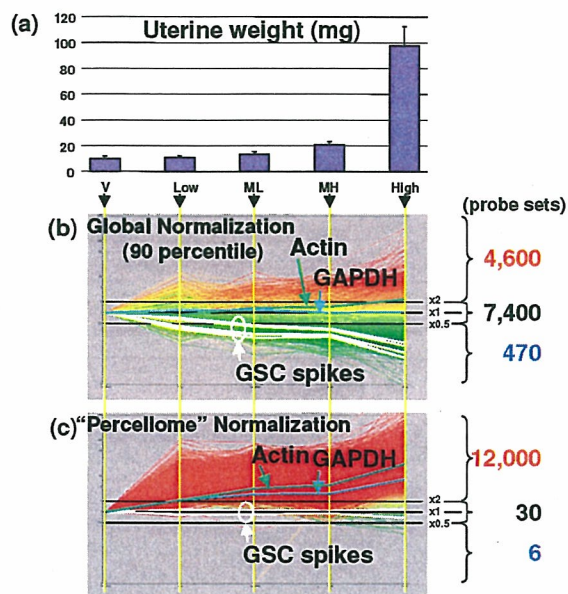 (a)
Uterine weight (mg)
120
100
80
60
40
20
0
V Low ML MH High
(probe sets)
(b) Global Normalization
(90 percentile)
Actin
GAPDH
GSC spikes
x2
x1
x0.5
4,600
7,400
470
(c) "Percellome" Normalization
Actin GAPDH
GSC spikes
x2
x1
x0.5
12,000
30
6